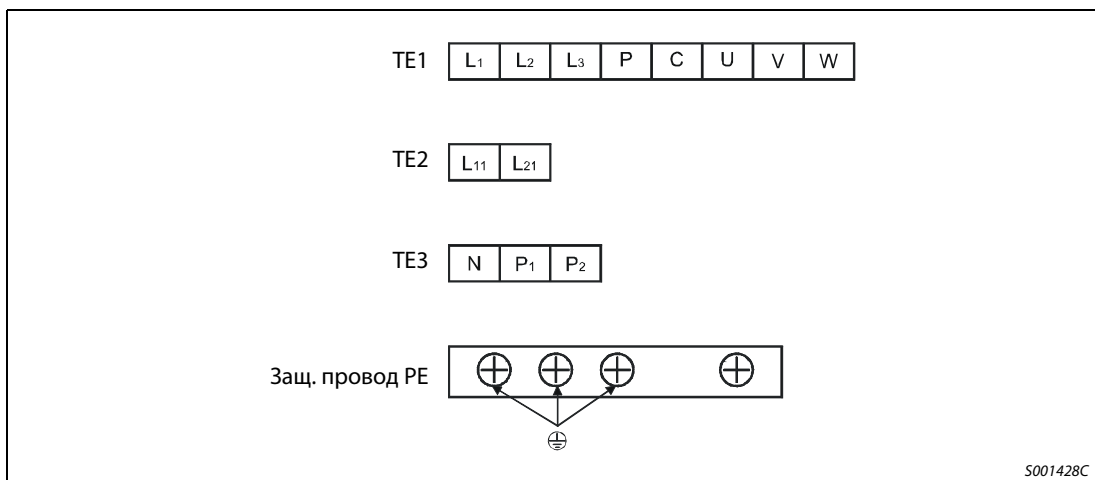 TE1 L1 L2 L3 P C U V W
TE2 L11 L21
TE3 N P1 P2
Защ. провод PE
S001428C